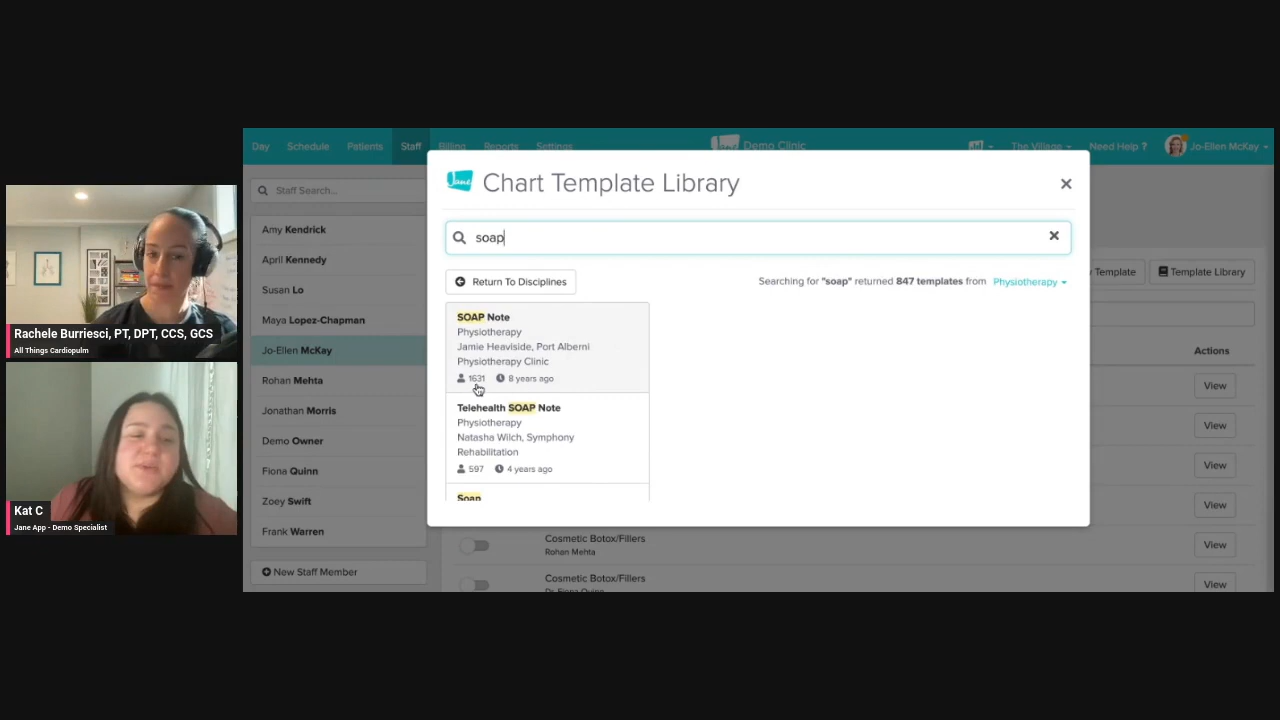 Rachele Burriesci, PT, DPT, CCS, GCS
All Things Cardiopulm
Kat C
Jane App - Demo Specialist
Day Schedule Patients Staff Billing Reports Settings
Demo Clinic
The Village Need Help ? Jo-Ellen McKay
Staff Search...
Amy Kendrick
April Kennedy
Susan Lo
Maya Lopez-Chapman
Jo-Ellen McKay
Rohan Mehta
Jonathan Morris
Demo Owner
Fiona Quinn
Zoey Swift
Frank Warren
New Staff Member
Jane Chart Template Library
soap
Return To Disciplines
Searching for "soap" returned 847 templates from Physiotherapy
SOAP Note
Physiotherapy
Jamie Heaviside, Port Alberni
Physiotherapy Clinic
1631 8 years ago
Telehealth SOAP Note
Physiotherapy
Natasha Wilch, Symphony
Rehabilitation
597 4 years ago
Soap
Template Template Library
Actions
View
View
View
View
Cosmetic Botox/Fillers
Rohan Mehta
View
Cosmetic Botox/Fillers
Dr. Fiona Quinn
View